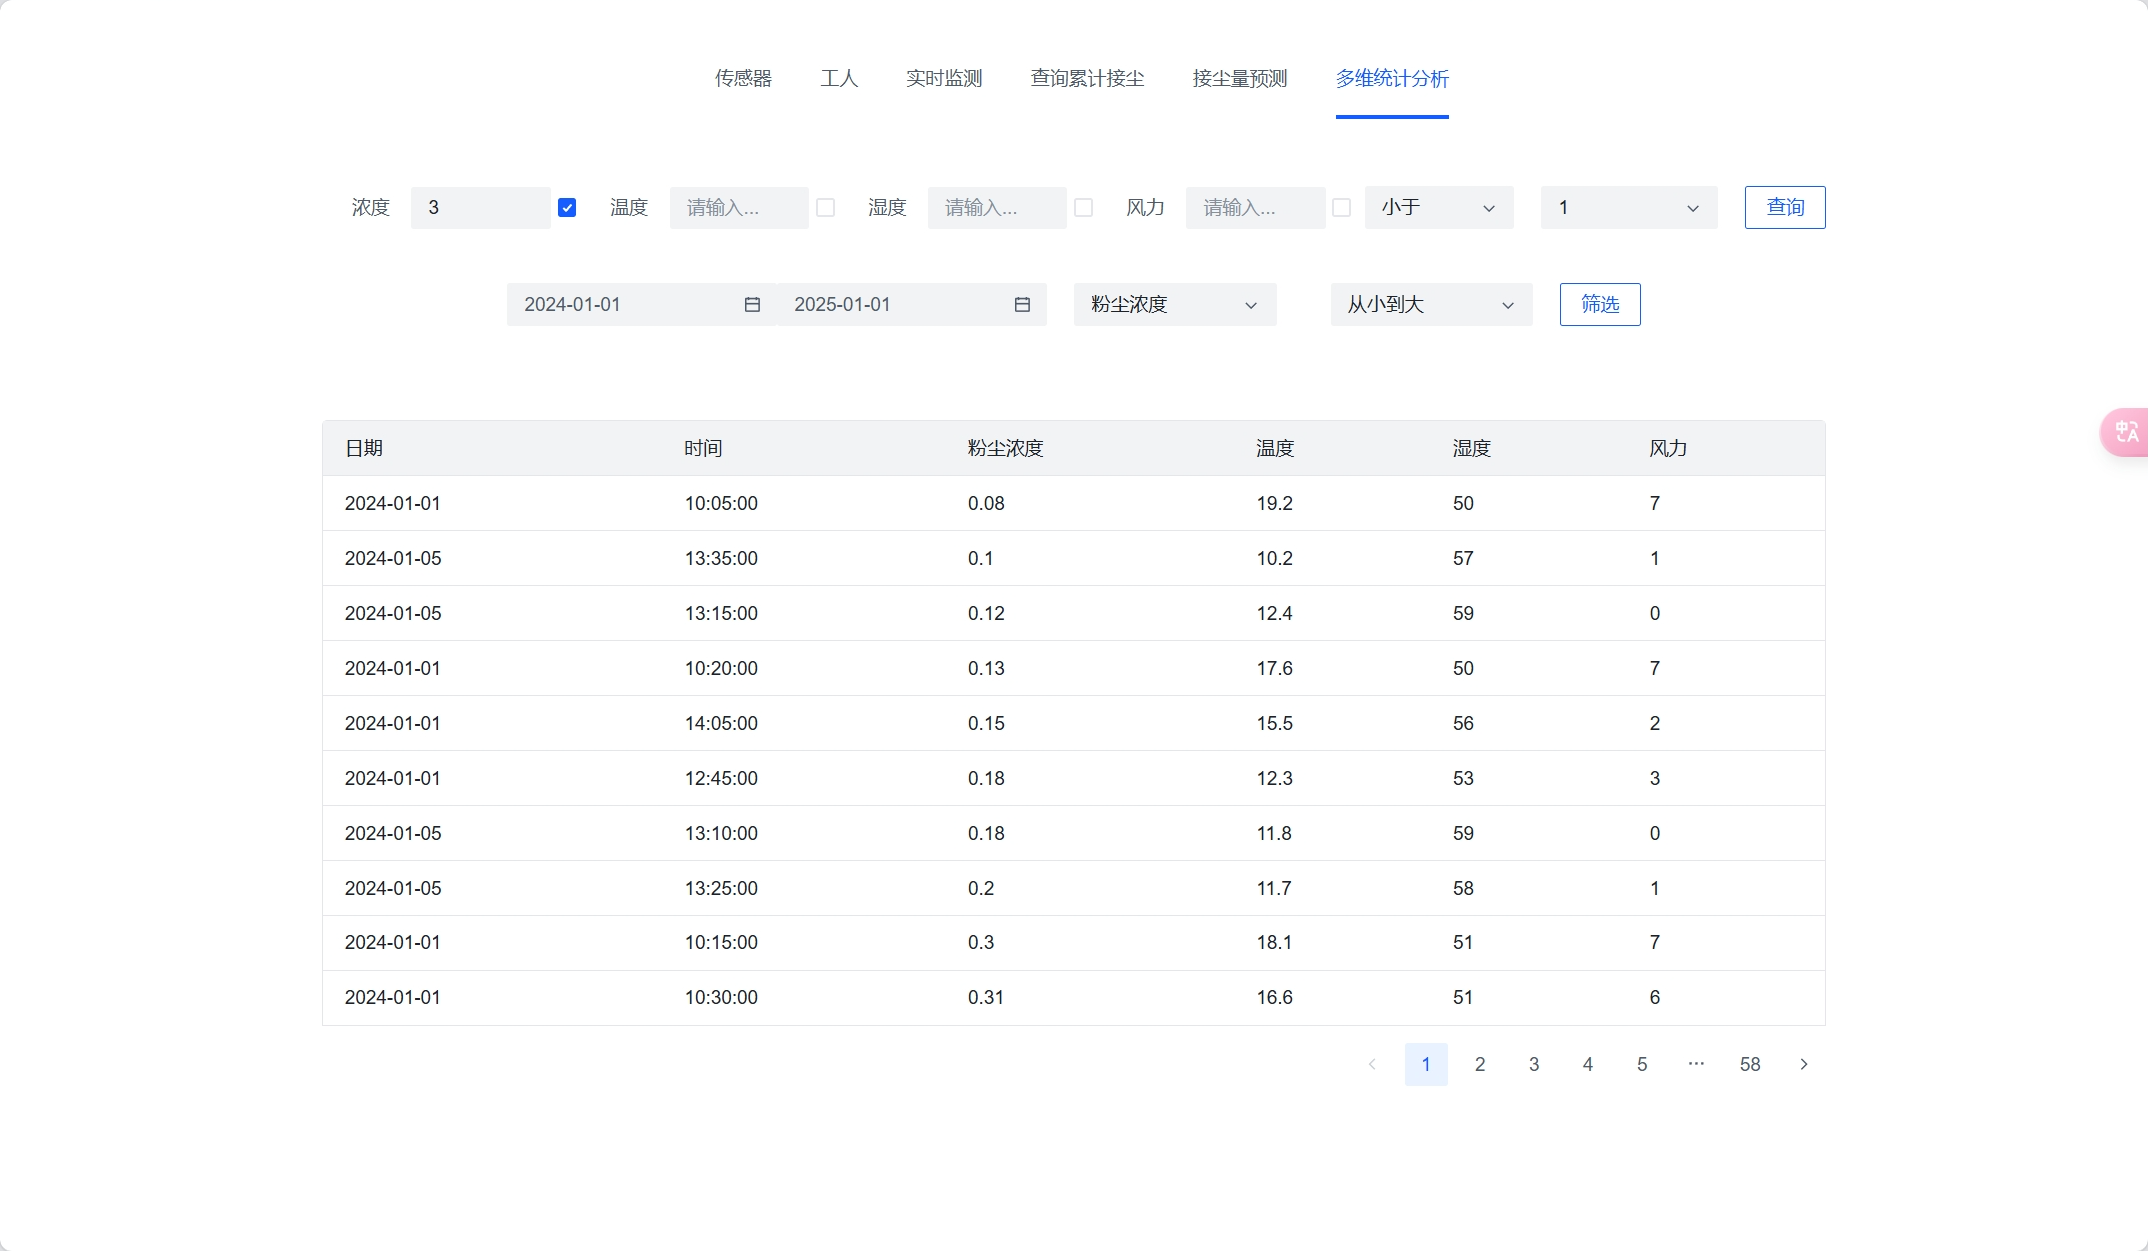 传感器 工人 实时监测 查询累计接尘 接尘量预测 多维统计分析
浓度 3 温度 请输入... 湿度 请输入... 风力 请输入... 小于 1 查询
2024-01-01 2025-01-01 粉尘浓度 从小到大 筛选
中 A
日期 时间 粉尘浓度 温度 湿度 风力
2024-01-01 10:05:00 0.08 19.2 50 7
2024-01-05 13:35:00 0.1 10.2 57 1
2024-01-05 13:15:00 0.12 12.4 59 0
2024-01-01 10:20:00 0.13 17.6 50 7
2024-01-01 14:05:00 0.15 15.5 56 2
2024-01-01 12:45:00 0.18 12.3 53 3
2024-01-05 13:10:00 0.18 11.8 59 0
2024-01-05 13:25:00 0.2 11.7 58 1
2024-01-01 10:15:00 0.3 18.1 51 7
2024-01-01 10:30:00 0.31 16.6 51 6
1 2 3 4 5 ··· 58